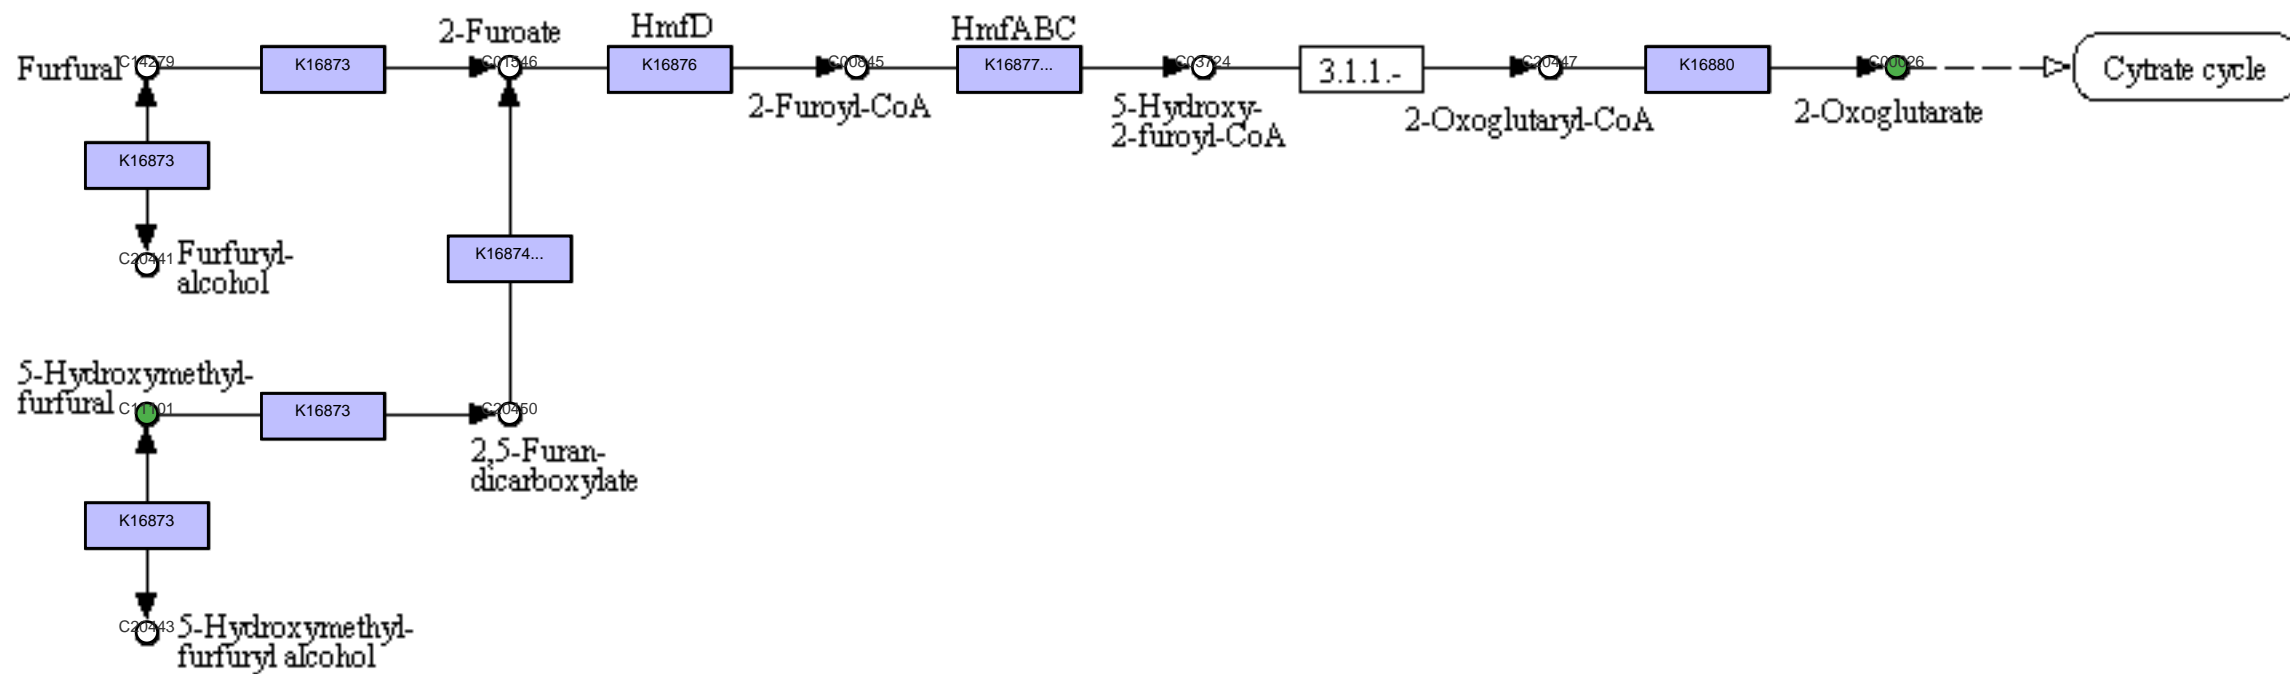 2-Furoate
HmfD
HmfABC
Furfural
C14279
K16873
C01546
K16876
C00845
K16877...
C03724
3.1.1.-
C20447
K16880
C00026
Cytrate cycle
2-Furoyl-CoA
5-Hydroxy-
2-furoyl-CoA
2-Oxoglutaryl-CoA
2-Oxoglutarate
K16873
C20441
Furfuryl-
alcohol
K16874...
5-Hydroxymethyl-
furfural
C11101
K16873
C20450
2,5-Furan-
dicarboxylate
K16873
C20443
5-Hydroxymethyl-
furfuryl alcohol